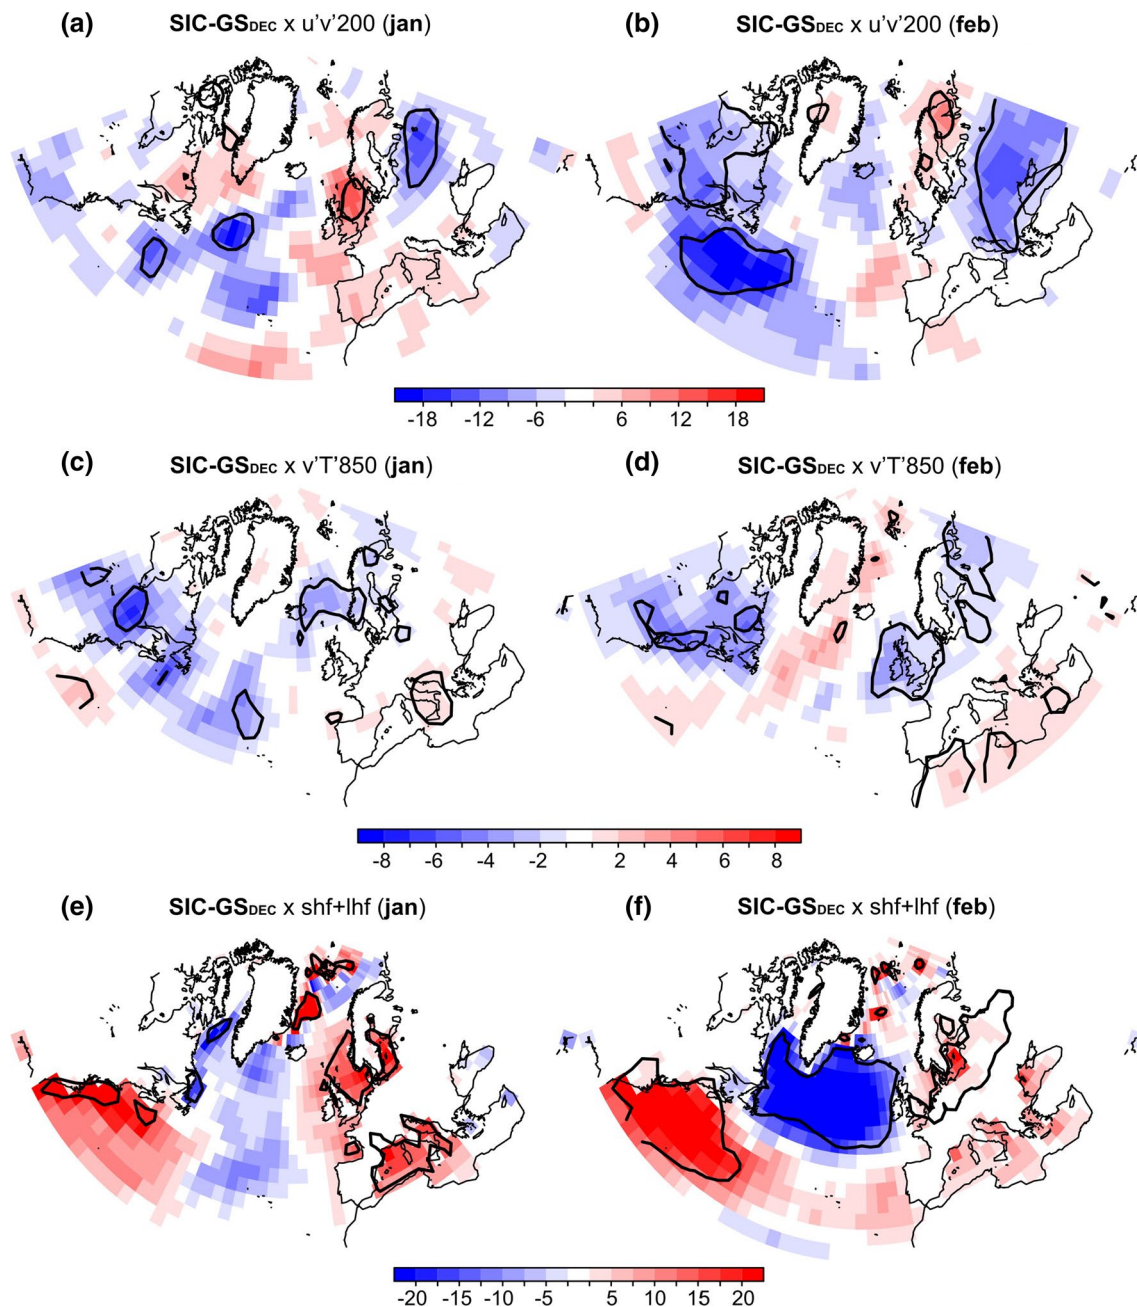 (a) SIC-GSDEC x u'v'200 (jan)
(b) SIC-GSDEC x u'v'200 (feb)
-18 -12 -6 6 12 18
(c) SIC-GSDEC x v'T'850 (jan)
(d) SIC-GSDEC x v'T'850 (feb)
-8 -6 -4 -2 2 4 6 8
(e) SIC-GSDEC x shf+lhf (jan)
(f) SIC-GSDEC x shf+lhf (feb)
-20 -15 -10 -5 5 10 15 20